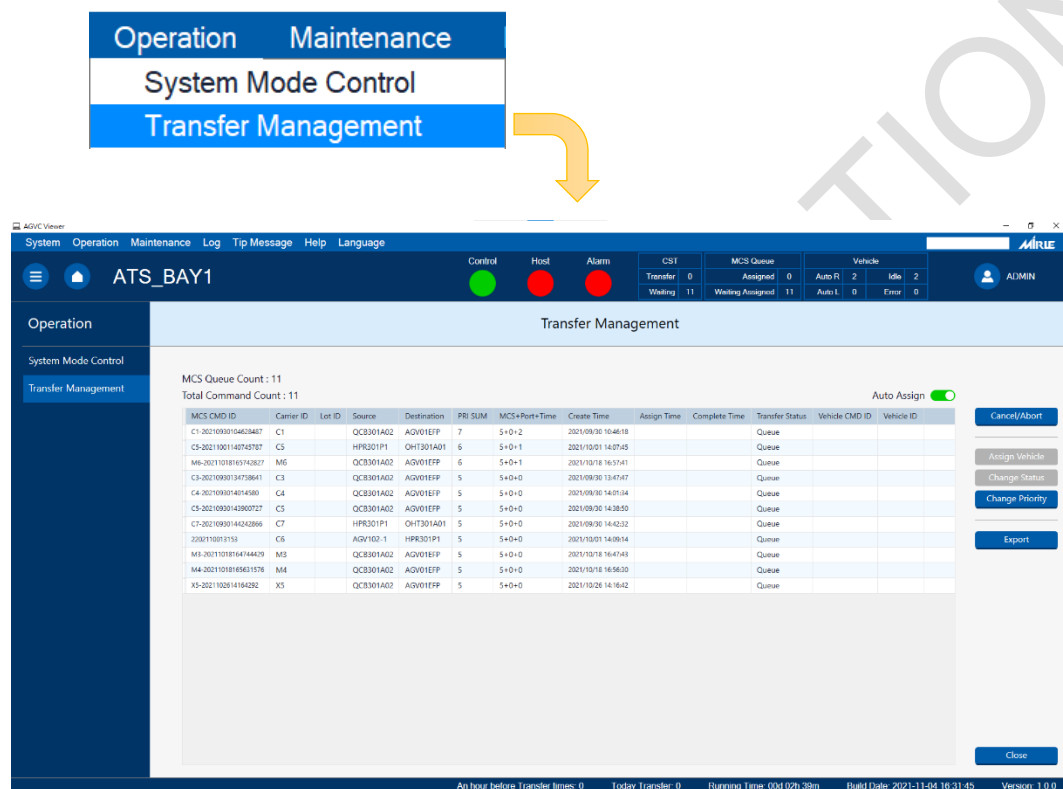 Operation Maintenance
System Mode Control
Transfer Management
TION
AGVC Viewer
System Operation Maintenance Log Tip Message Help Language MIRLE
ATS_BAY1
Control Host Alarm
CST MCS Queue Vehicle
Transfer 0 Assigned 0 Auto R 2 Idle 2
Waiting 11 Waiting Assigned 11 Auto L 0 Error 0
ADMIN
Operation
Transfer Management
System Mode Control
Transfer Management
MCS Queue Count : 11
Total Command Count : 11
Auto Assign
MCS CMD ID Carrier ID Lot ID Source Destination PRI SUM MCS+Port+Time Create Time Assign Time Complete Time Transfer Status Vehicle CMD ID Vehicle ID
C1-20210930104628487 C1 QCB301A02 AGV01EFP 7 5+0+2 2021/09/30 10:46:18 Queue
C5-20211001140745787 C5 HPR301P1 OHT301A01 6 5+0+1 2021/10/01 14:07:45 Queue
M6-20211018165742827 M6 QCB301A02 AGV01EFP 6 5+0+1 2021/10/18 16:57:41 Queue
C3-20210930134758641 C3 QCB301A02 AGV01EFP 5 5+0+0 2021/09/30 13:47:47 Queue
C4-2021093014014580 C4 QCB301A02 AGV01EFP 5 5+0+0 2021/09/30 14:01:34 Queue
C5-20210930143900727 C5 QCB301A02 AGV01EFP 5 5+0+0 2021/09/30 14:38:50 Queue
C7-20210930144242866 C7 HPR301P1 OHT301A01 5 5+0+0 2021/09/30 14:42:32 Queue
2202110013153 C6 AGV102-1 HPR301P1 5 5+0+0 2021/10/01 14:09:14 Queue
M3-20211018164744429 M3 QCB301A02 AGV01EFP 5 5+0+0 2021/10/18 16:47:43 Queue
M4-20211018165631576 M4 QCB301A02 AGV01EFP 5 5+0+0 2021/10/18 16:56:30 Queue
X5-2021102614164292 X5 QCB301A02 AGV01EFP 5 5+0+0 2021/10/26 14:16:42 Queue
Cancel/Abort
Assign Vehicle
Change Status
Change Priority
Export
Close
An hour before Transfer times: 0 Today Transfer: 0 Running Time: 00d 02h 39m Build Date: 2021-11-04 16:31:45 Version: 1.0.0